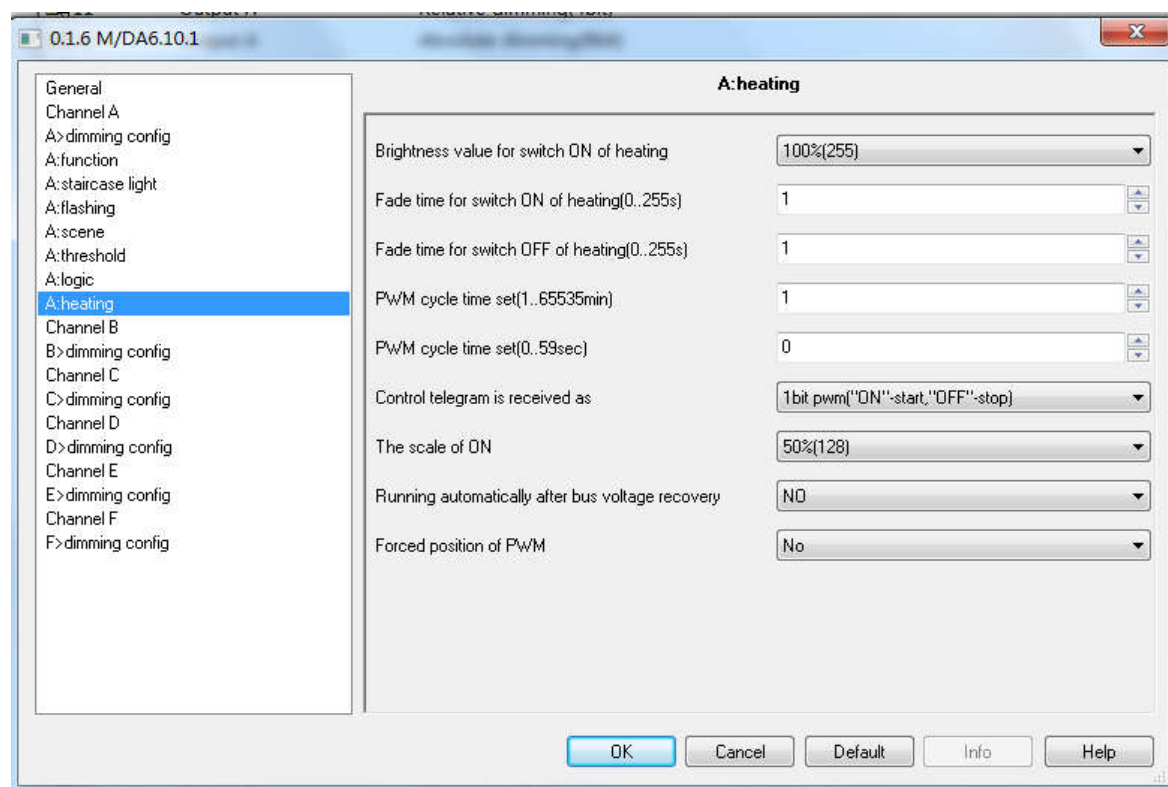 0.1.6 M/DA6.10.1
General
Channel A
A>dimming config
A:function
A:staircase light
A:flashing
A:scene
A:threshold
A:logic
A:heating
Channel B
B>dimming config
Channel C
C>dimming config
Channel D
D>dimming config
Channel E
E>dimming config
Channel F
F>dimming config
A:heating
Brightness value for switch ON of heating 100%(255)
Fade time for switch ON of heating(0..255s) 1
Fade time for switch OFF of heating(0..255s) 1
PWM cycle time set(1..65535min) 1
PWM cycle time set(0..59sec) 0
Control telegram is received as 1bit pwm("ON"-start,"OFF"-stop)
The scale of ON 50%(128)
Running automatically after bus voltage recovery NO
Forced position of PWM No
OK Cancel Default Info Help